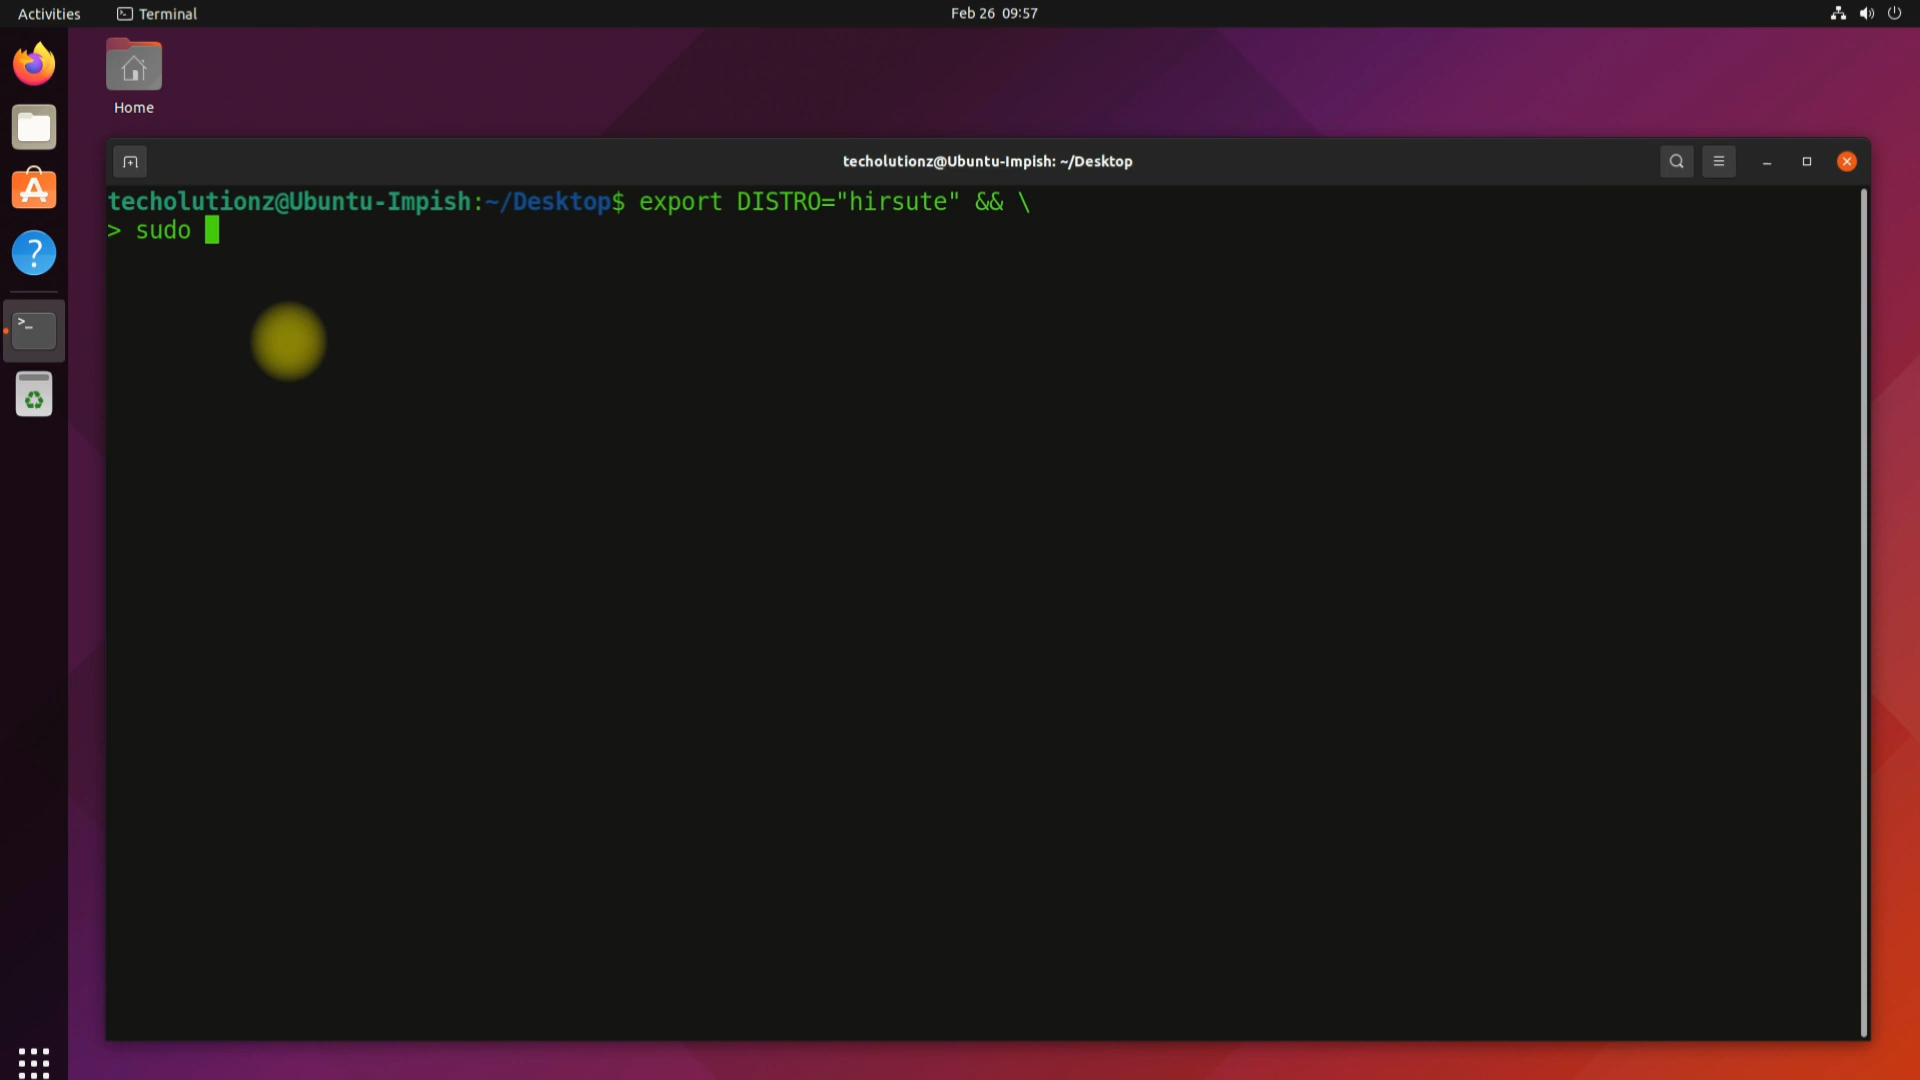 Activities
Terminal
Feb 26 09:57
Home
techolutionz@Ubuntu-Impish: ~/Desktop
techolutionz@Ubuntu-Impish:~/Desktop$ export DISTRO="hirsute" && \
> sudo